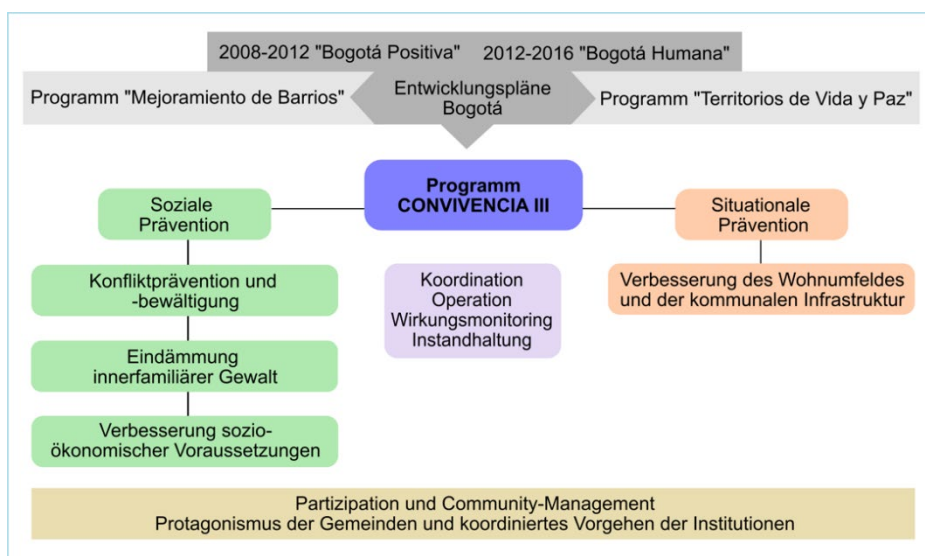 2008-2012 "Bogotá Positiva"
2012-2016 "Bogotá Humana"
Programm "Mejoramiento de Barrios"
Entwicklungspläne
Bogotá
Programm "Territorios de Vida y Paz"
Programm
CONVIVENCIA III
Soziale
Prävention
Situationale
Prävention
Konfliktprävention und
-bewältigung
Koordination
Operation
Wirkungsmonitoring
Instandhaltung
Verbesserung des Wohnumfeldes
und der kommunalen Infrastruktur
Eindämmung
innerfamiliärer Gewalt
Verbesserung sozio-
ökonomischer Voraussetzungen
Partizipation und Community-Management
Protagonismus der Gemeinden und koordiniertes Vorgehen der Institutionen